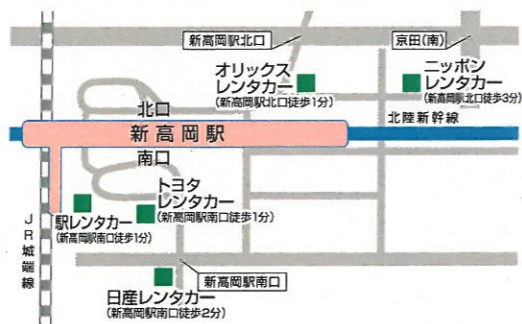 新高岡駅北口
京田(南)
オリックス
レンタカー
(新高岡駅北口徒歩1分)
ニッポン
レンタカー
(新高岡駅北口徒歩3分)
北口
新高岡駅
北陸新幹線
南口
トヨタ
レンタカー
(新高岡駅南口徒歩1分)
駅レンタカー
(新高岡駅南口徒歩1分)
JR城端線
新高岡駅南口
日産レンタカー
(新高岡駅南口徒歩2分)